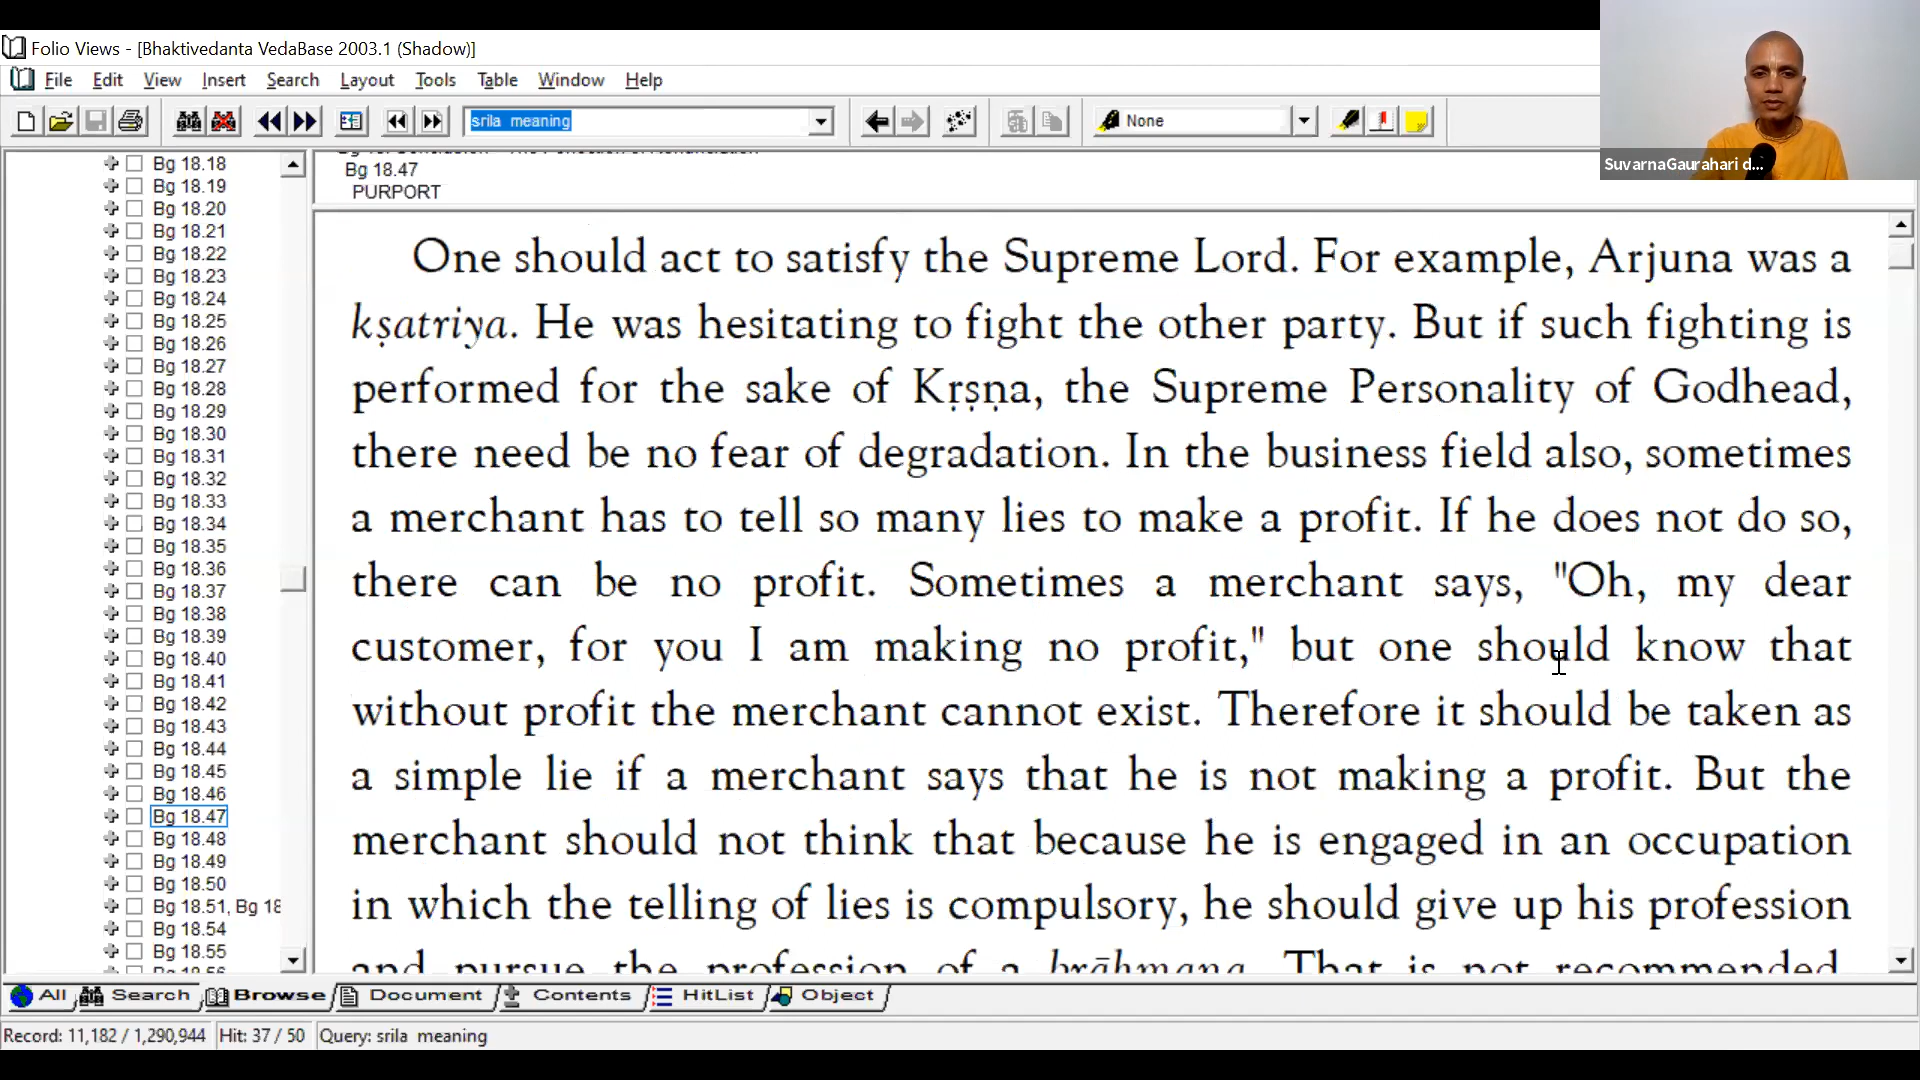 Folio Views - [Bhaktivedanta VedaBase 2003.1 (Shadow)]
File Edit View Insert Search Layout Tools Table Window Help
srila meaning
None
SuvarnaGaurahari d...
Bg 18.18
Bg 18.19
Bg 18.20
Bg 18.21
Bg 18.22
Bg 18.23
Bg 18.24
Bg 18.25
Bg 18.26
Bg 18.27
Bg 18.28
Bg 18.29
Bg 18.30
Bg 18.31
Bg 18.32
Bg 18.33
Bg 18.34
Bg 18.35
Bg 18.36
Bg 18.37
Bg 18.38
Bg 18.39
Bg 18.40
Bg 18.41
Bg 18.42
Bg 18.43
Bg 18.44
Bg 18.45
Bg 18.46
Bg 18.47
Bg 18.48
Bg 18.49
Bg 18.50
Bg 18.51, Bg 18
Bg 18.54
Bg 18.55
Bg 18.47
PURPORT
One should act to satisfy the Supreme Lord. For example, Arjuna was a
kṣatriya. He was hesitating to fight the other party. But if such fighting is
performed for the sake of Kṛṣṇa, the Supreme Personality of Godhead,
there need be no fear of degradation. In the business field also, sometimes
a merchant has to tell so many lies to make a profit. If he does not do so,
there can be no profit. Sometimes a merchant says, "Oh, my dear
customer, for you I am making no profit," but one should know that
without profit the merchant cannot exist. Therefore it should be taken as
a simple lie if a merchant says that he is not making a profit. But the
merchant should not think that because he is engaged in an occupation
in which the telling of lies is compulsory, he should give up his profession
and pursue the profession of a brāhmaṇa. That is not recommended.
All Search Browse Document Contents HitList Object
Record: 11,182 / 1,290,944 Hit: 37 / 50 Query: srila meaning